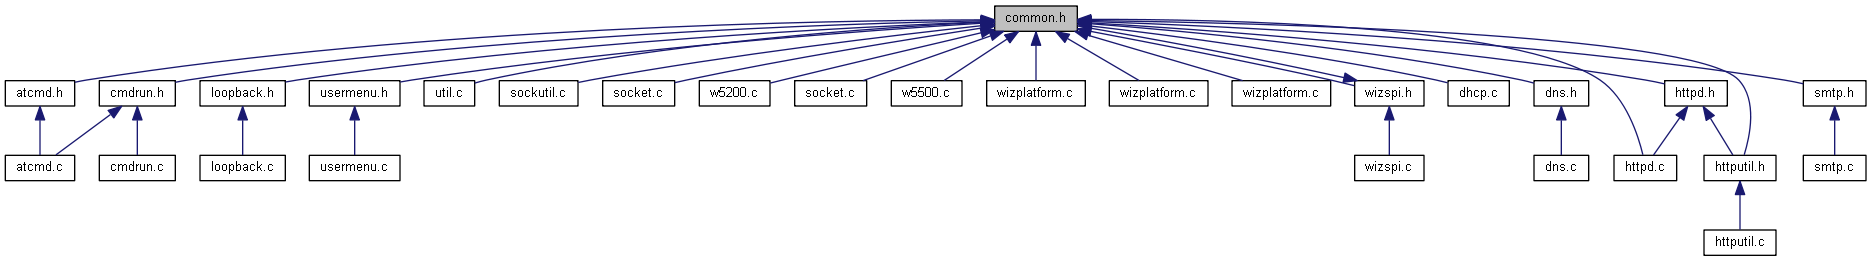 common.h
atcmd.h
cmdrun.h
loopback.h
usermenu.h
util.c
sockutil.c
socket.c
w5200.c
socket.c
w5500.c
wizplatform.c
wizplatform.c
wizplatform.c
wizspi.h
dhcp.c
dns.h
httpd.h
smtp.h
atcmd.c
cmdrun.c
loopback.c
usermenu.c
wizspi.c
dns.c
httpd.c
httputil.h
smtp.c
httputil.c